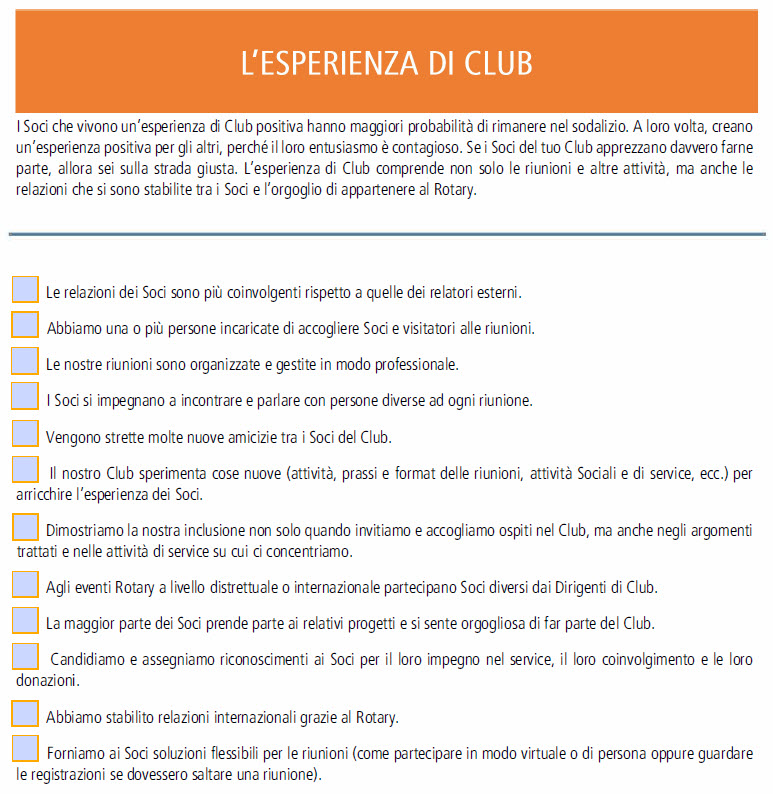 L’ESPERIENZA DI CLUB
I Soci che vivono un’esperienza di Club positiva hanno maggiori probabilità di rimanere nel sodalizio. A loro volta, creano
un’esperienza positiva per gli altri, perché il loro entusiasmo è contagioso. Se i Soci del tuo Club apprezzano davvero farne
parte, allora sei sulla strada giusta. L’esperienza di Club comprende non solo le riunioni e altre attività, ma anche le
relazioni che si sono stabilite tra i Soci e l’orgoglio di appartenere al Rotary.
Le relazioni dei Soci sono più coinvolgenti rispetto a quelle dei relatori esterni.
Abbiamo una o più persone incaricate di accogliere Soci e visitatori alle riunioni.
Le nostre riunioni sono organizzate e gestite in modo professionale.
I Soci si impegnano a incontrare e parlare con persone diverse ad ogni riunione.
Vengono strette molte nuove amicizie tra i Soci del Club.
Il nostro Club sperimenta cose nuove (attività, prassi e format delle riunioni, attività Sociali e di service, ecc.) per
arricchire l’esperienza dei Soci.
Dimostriamo la nostra inclusione non solo quando invitiamo e accogliamo ospiti nel Club, ma anche negli argomenti
trattati e nelle attività di service su cui ci concentriamo.
Agli eventi Rotary a livello distrettuale o internazionale partecipano Soci diversi dai Dirigenti di Club.
La maggior parte dei Soci prende parte ai relativi progetti e si sente orgogliosa di far parte del Club.
Candidiamo e assegniamo riconoscimenti ai Soci per il loro impegno nel service, il loro coinvolgimento e le loro
donazioni.
Abbiamo stabilito relazioni internazionali grazie al Rotary.
Forniamo ai Soci soluzioni flessibili per le riunioni (come partecipare in modo virtuale o di persona oppure guardare
le registrazioni se dovessero saltare una riunione).